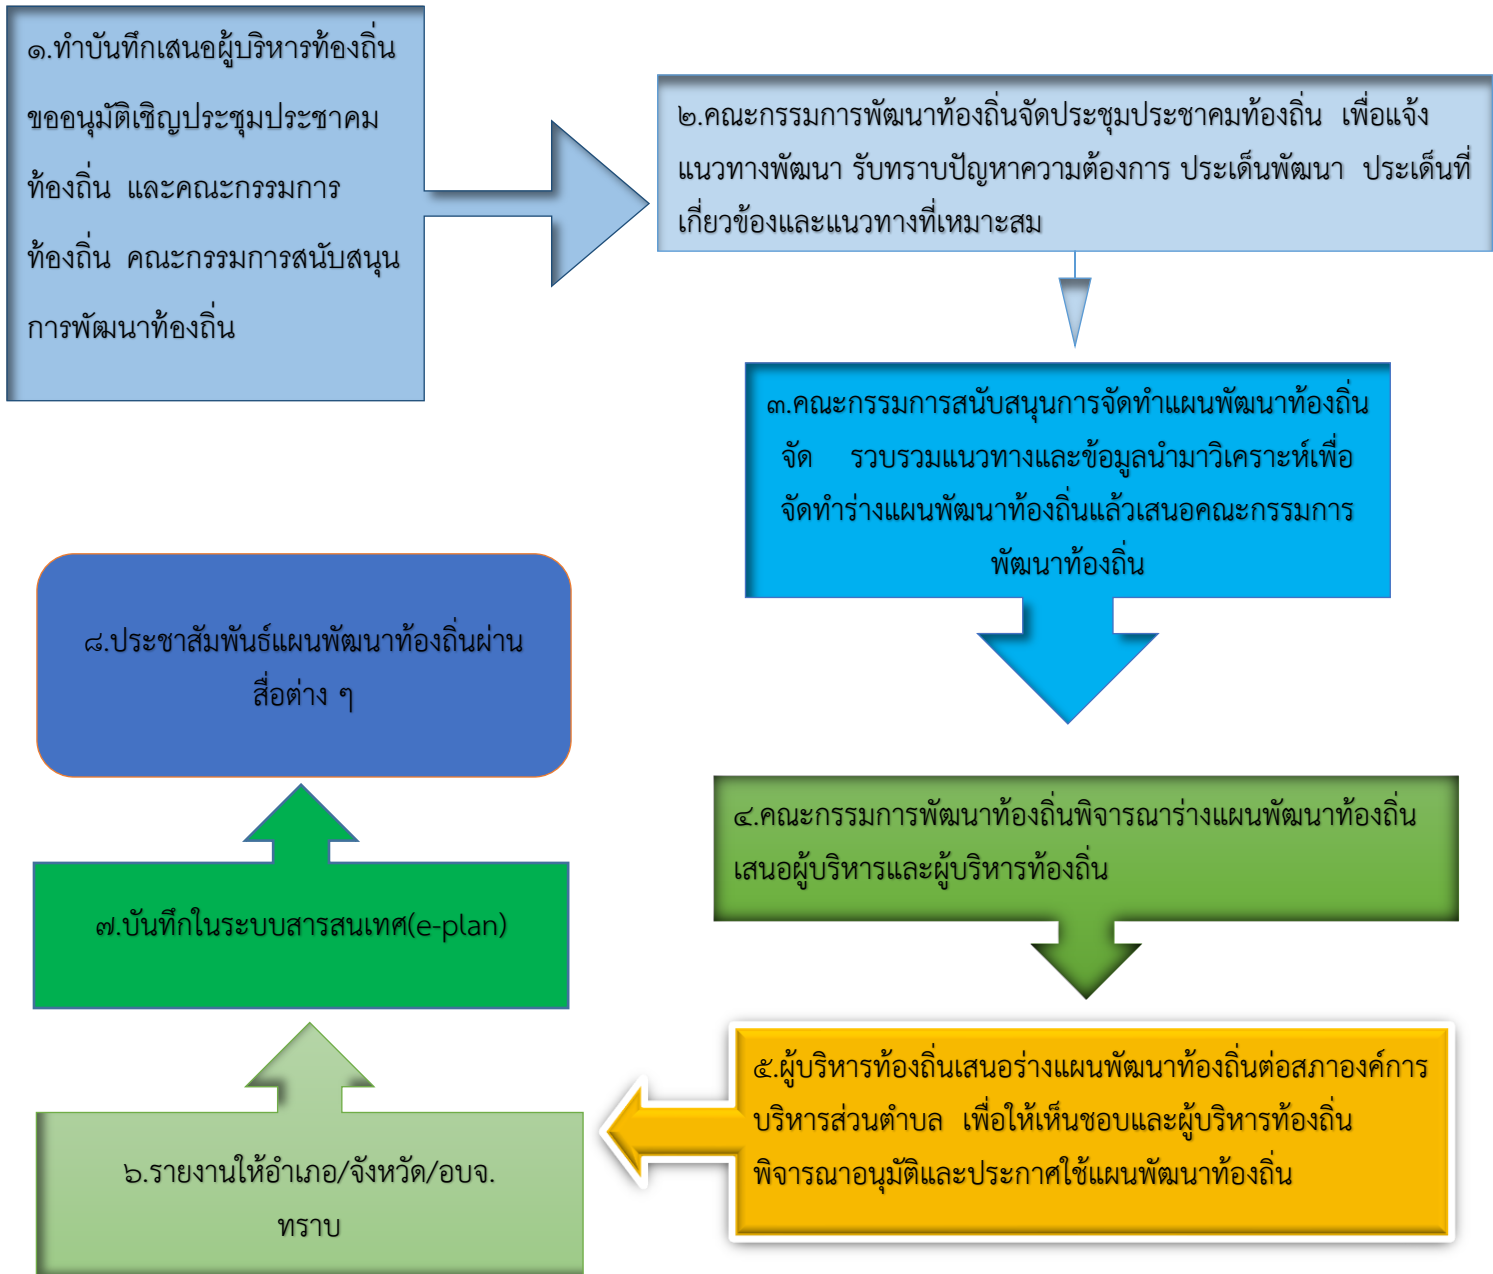 ๑.ทำบันทึกเสนอผู้บริหารท้องถิ่น
ขออนุมัติเชิญประชุมประชาคม
ท้องถิ่น และคณะกรรมการ
ท้องถิ่น คณะกรรมการสนับสนุน
การพัฒนาท้องถิ่น
๒.คณะกรรมการพัฒนาท้องถิ่นจัดประชุมประชาคมท้องถิ่น เพื่อแจ้ง
แนวทางพัฒนา รับทราบปัญหาความต้องการ ประเด็นพัฒนา ประเด็นที่
เกี่ยวข้องและแนวทางที่เหมาะสม
๓.คณะกรรมการสนับสนุนการจัดทำแผนพัฒนาท้องถิ่น
จัด รวบรวมแนวทางและข้อมูลนำมาวิเคราะห์เพื่อ
จัดทำร่างแผนพัฒนาท้องถิ่นแล้วเสนอคณะกรรมการ
พัฒนาท้องถิ่น
๔.คณะกรรมการพัฒนาท้องถิ่นพิจารณาร่างแผนพัฒนาท้องถิ่น
เสนอผู้บริหารและผู้บริหารท้องถิ่น
๕.ผู้บริหารท้องถิ่นเสนอร่างแผนพัฒนาท้องถิ่นต่อสภาองค์การ
บริหารส่วนตำบล เพื่อให้เห็นชอบและผู้บริหารท้องถิ่น
พิจารณาอนุมัติและประกาศใช้แผนพัฒนาท้องถิ่น
๖.รายงานให้อำเภอ/จังหวัด/อบจ.
ทราบ
๗.บันทึกในระบบสารสนเทศ(e-plan)
๘.ประชาสัมพันธ์แผนพัฒนาท้องถิ่นผ่าน
สื่อต่าง ๆ